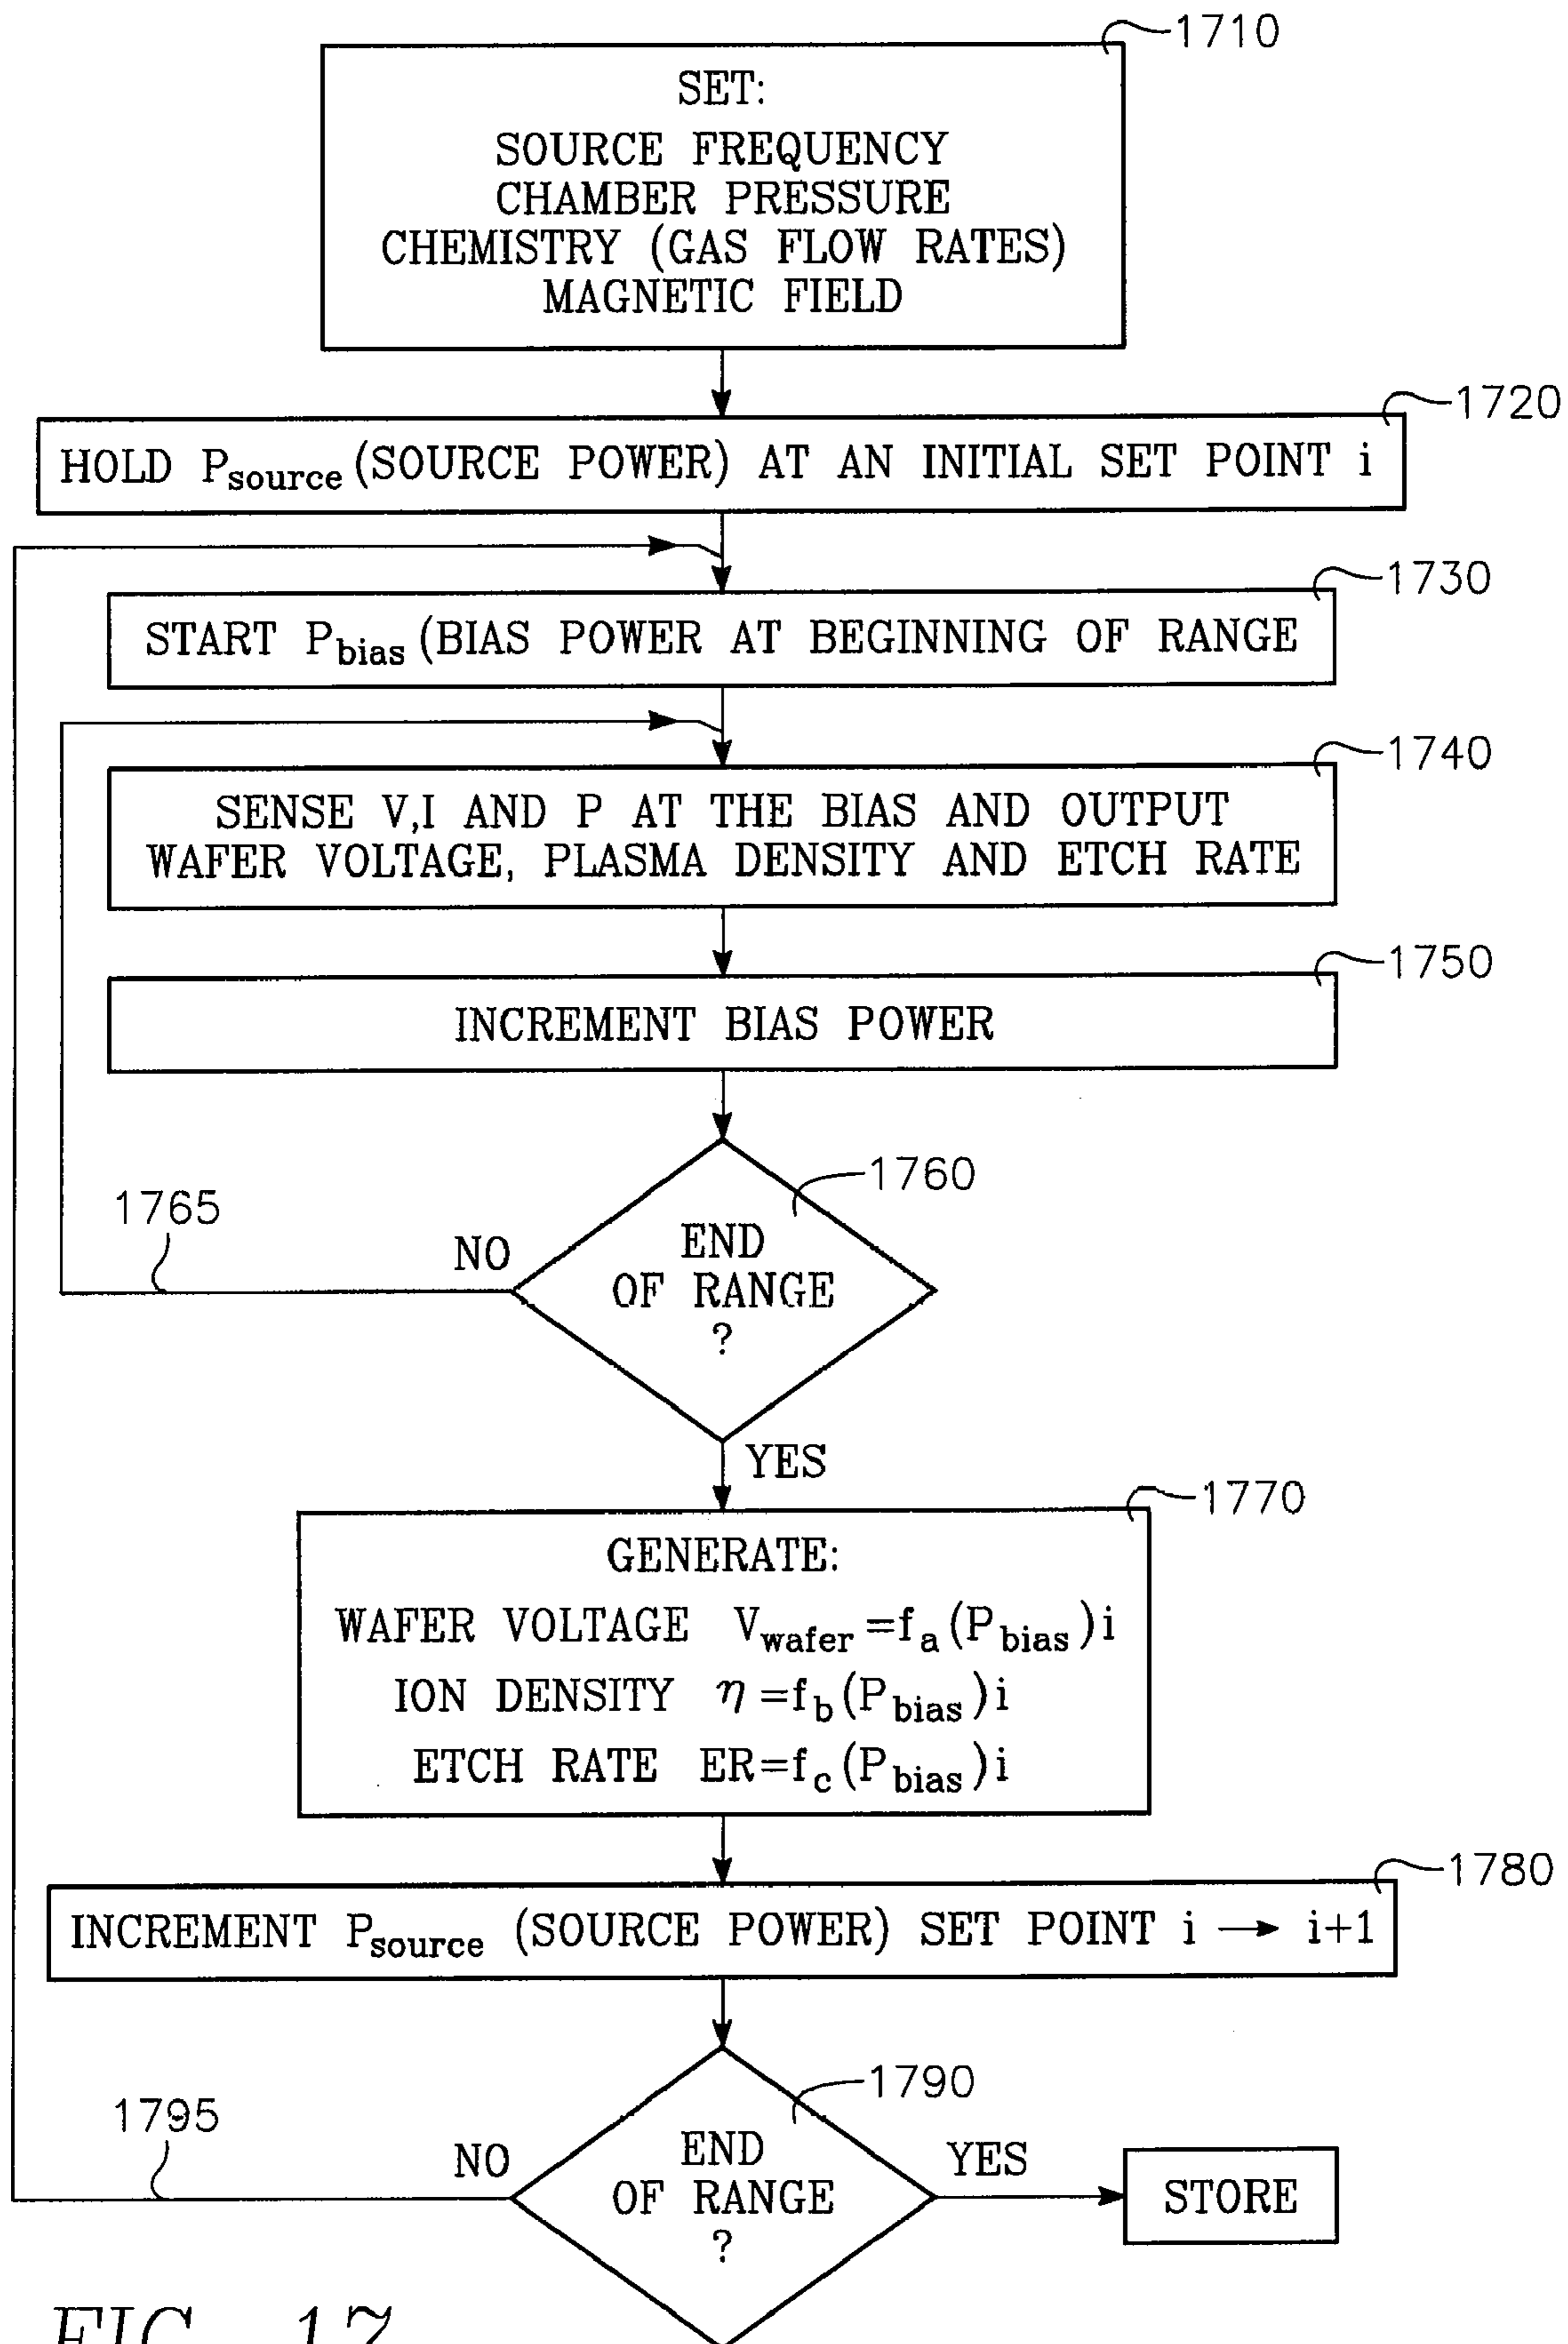 1710
SET:
SOURCE FREQUENCY
CHAMBER PRESSURE
CHEMISTRY (GAS FLOW RATES)
MAGNETIC FIELD
1720
HOLD Psource (SOURCE POWER) AT AN INITIAL SET POINT i
1730
START Pbias (BIAS POWER AT BEGINNING OF RANGE
1740
SENSE V,I AND P AT THE BIAS AND OUTPUT
WAFER VOLTAGE, PLASMA DENSITY AND ETCH RATE
1750
INCREMENT BIAS POWER
1760
1765
NO
END
OF RANGE
?
YES
1770
GENERATE:
WAFER VOLTAGE Vwafer =fa(Pbias)i
ION DENSITY η =fb(Pbias)i
ETCH RATE ER=fc(Pbias)i
1780
INCREMENT Psource (SOURCE POWER) SET POINT i → i+1
1790
1795
NO
END
OF RANGE
?
YES
STORE
FIG. 17